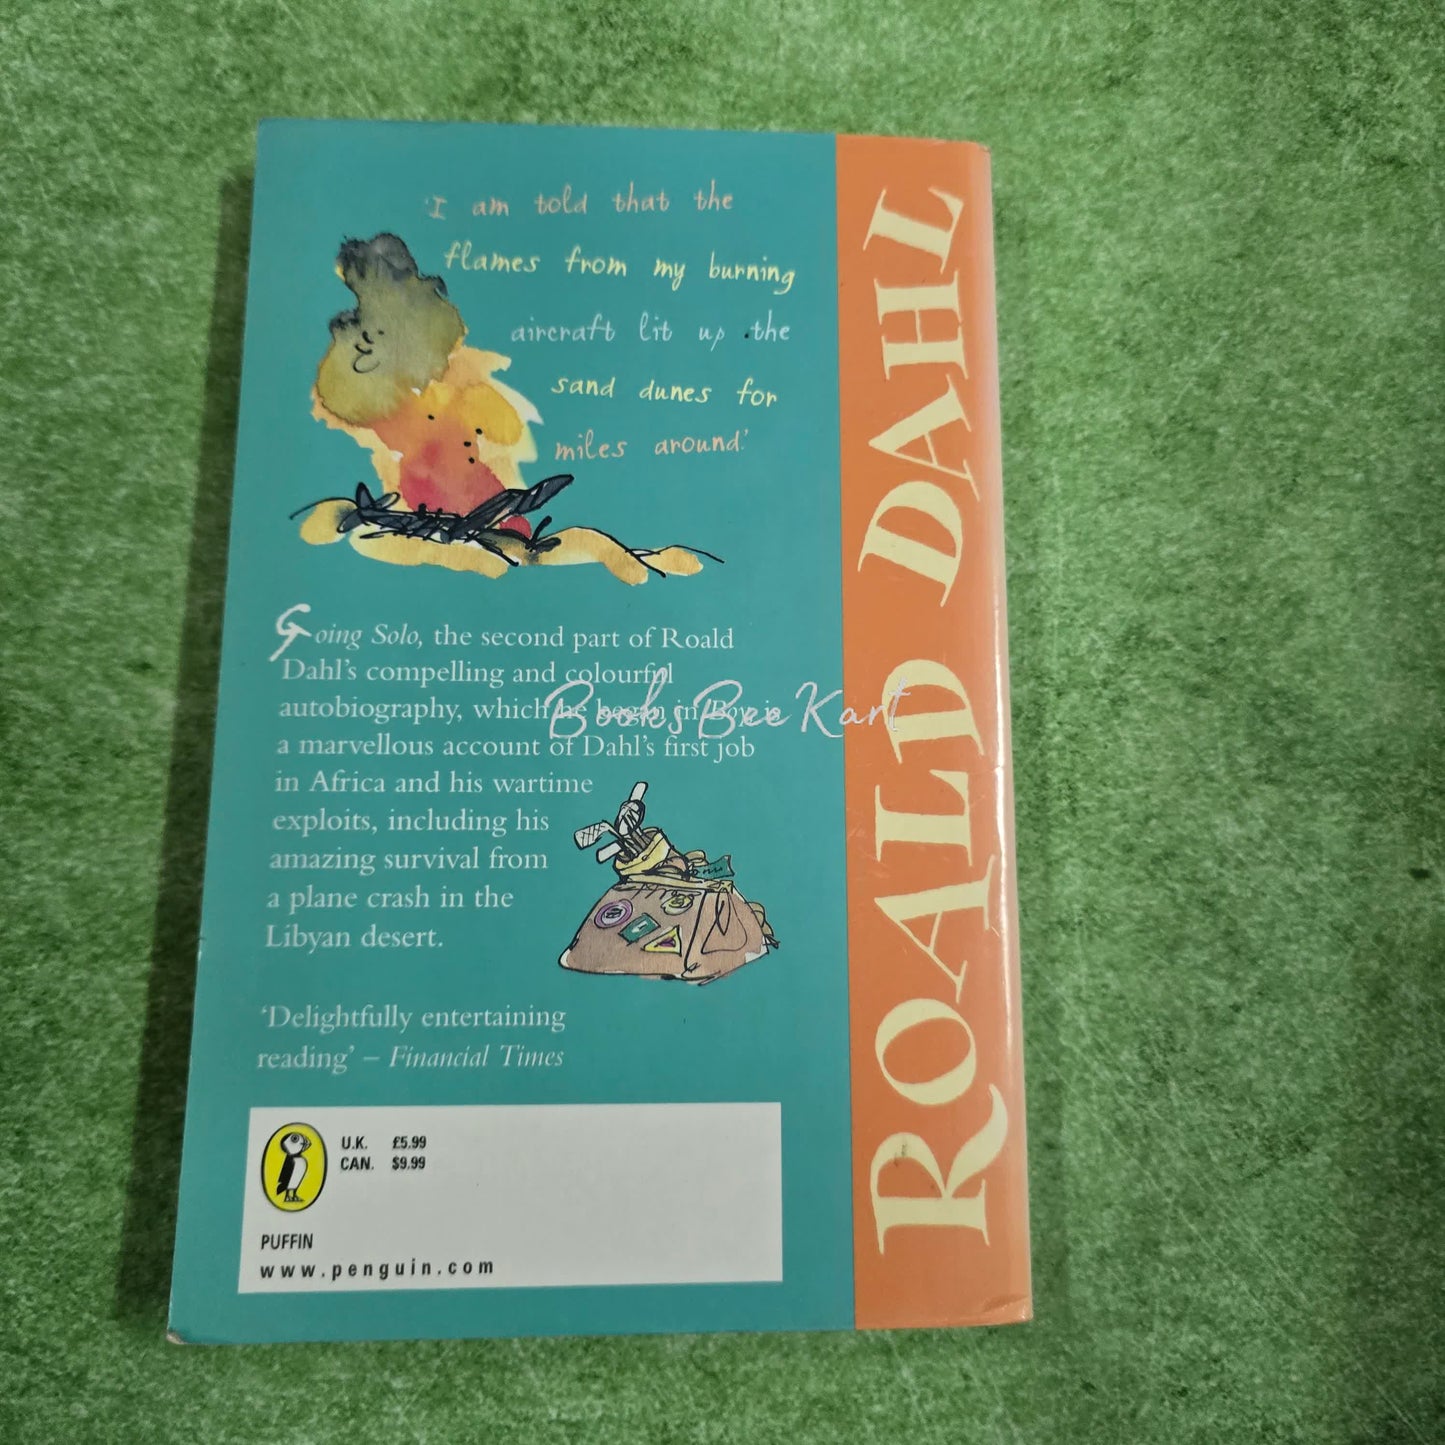 'I am told that the
flames from my burning
aircraft lit up the
sand dunes for
miles around.'
Going Solo, the second part of Roald
Dahl's compelling and colourful
autobiography, which he began in Boy, is
a marvellous account of Dahl's first job
in Africa and his wartime
exploits, including his
amazing survival from
a plane crash in the
Libyan desert.
'Delightfully entertaining
reading' – Financial Times
U.K. £5.99
CAN. $9.99
PUFFIN
www.penguin.com
ROALD DAHL
BooksBeeKart